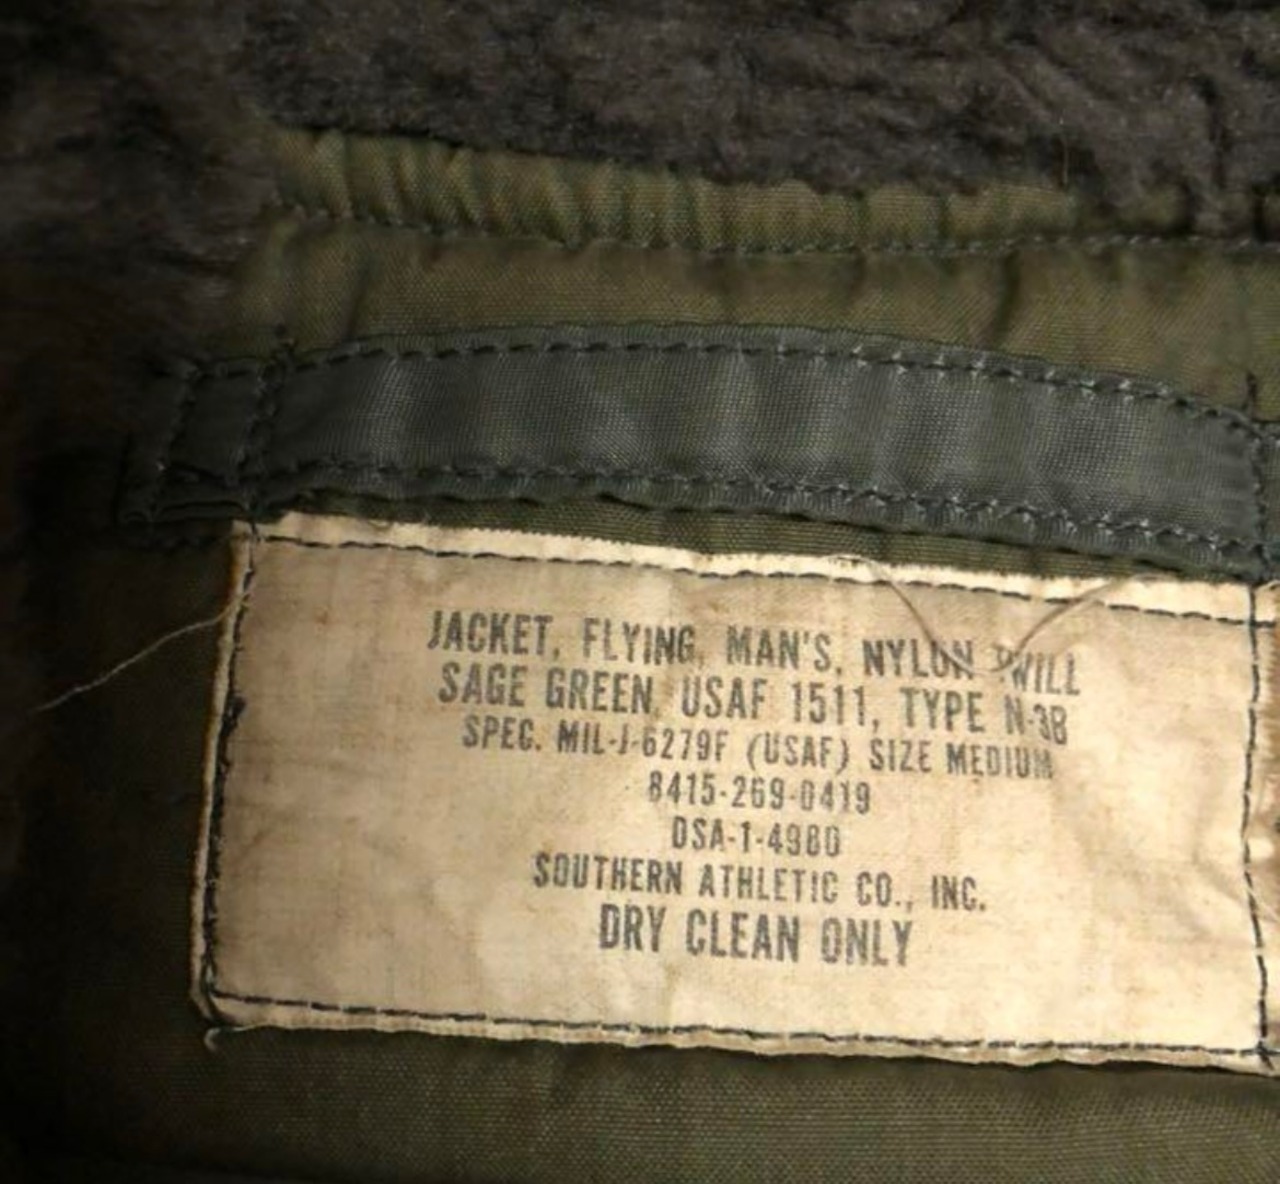 JACKET, FLYING, MAN'S, NYLON TWILL
SAGE GREEN, USAF 1511, TYPE N-3B
SPEC. MIL-J-6279F (USAF) SIZE MEDIUM
8415-269-0419
DSA-1-4980
SOUTHERN ATHLETIC CO., INC.
DRY CLEAN ONLY